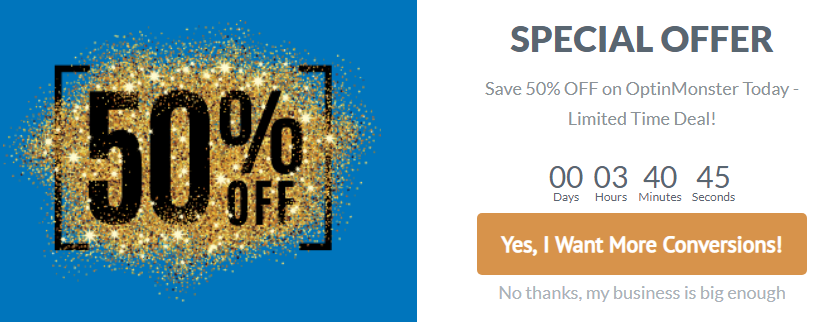 50%
OFF
SPECIAL OFFER
Save 50% OFF on OptinMonster Today -
Limited Time Deal!
00 03 40 45
Days Hours Minutes Seconds
Yes, I Want More Conversions!
No thanks, my business is big enough